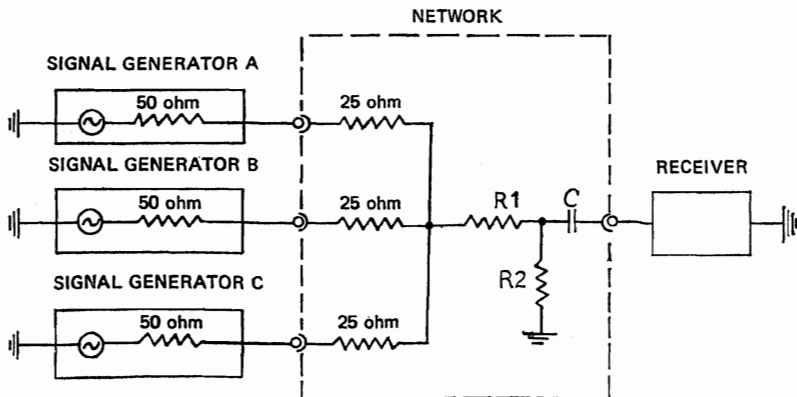 NETWORK
SIGNAL GENERATOR A
50 ohm
25 ohm
SIGNAL GENERATOR B
50 ohm
25 ohm
R1
C
RECEIVER
R2
SIGNAL GENERATOR C
50 ohm
25 ohm